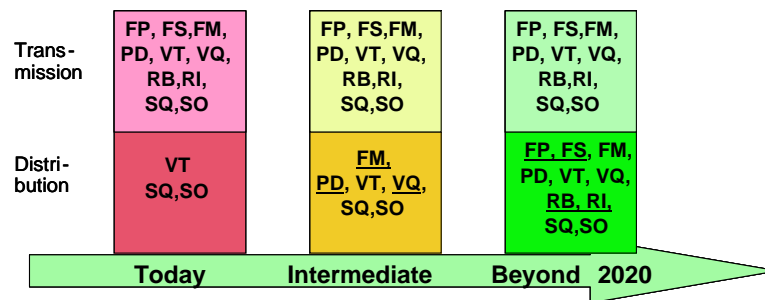 Trans-
mission
FP, FS,FM,
PD, VT, VQ,
RB,RI,
SQ,SO
FP, FS,FM,
PD, VT, VQ,
RB,RI,
SQ,SO
FP, FS,FM,
PD, VT, VQ,
RB,RI,
SQ,SO
Distri-
bution
VT
SQ,SO
FM,
PD, VT, VQ,
SQ,SO
FP, FS, FM,
PD, VT, VQ,
RB, RI,
SQ,SO
Today Intermediate Beyond 2020